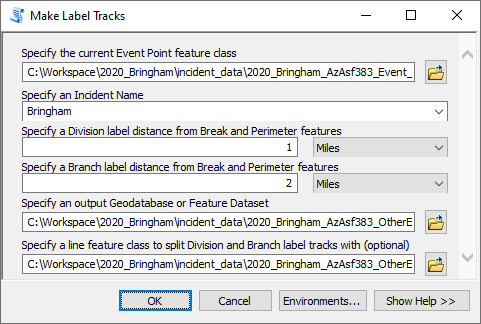 Make Label Tracks
Specify the current Event Point feature class
C:\Workspace\2020_Bringham\incident_data\2020_Bringham_AzAsf383_Event_
Specify an Incident Name
Bringham
Specify a Division label distance from Break and Perimeter features
1 Miles
Specify a Branch label distance from Break and Perimeter features
2 Miles
Specify an output Geodatabase or Feature Dataset
C:\Workspace\2020_Bringham\incident_data\2020_Bringham_AzAsf383_OtherE
Specify a line feature class to split Division and Branch label tracks with (optional)
C:\Workspace\2020_Bringham\incident_data\2020_Bringham_AzAsf383_OtherE
OK Cancel Environments... Show Help >>